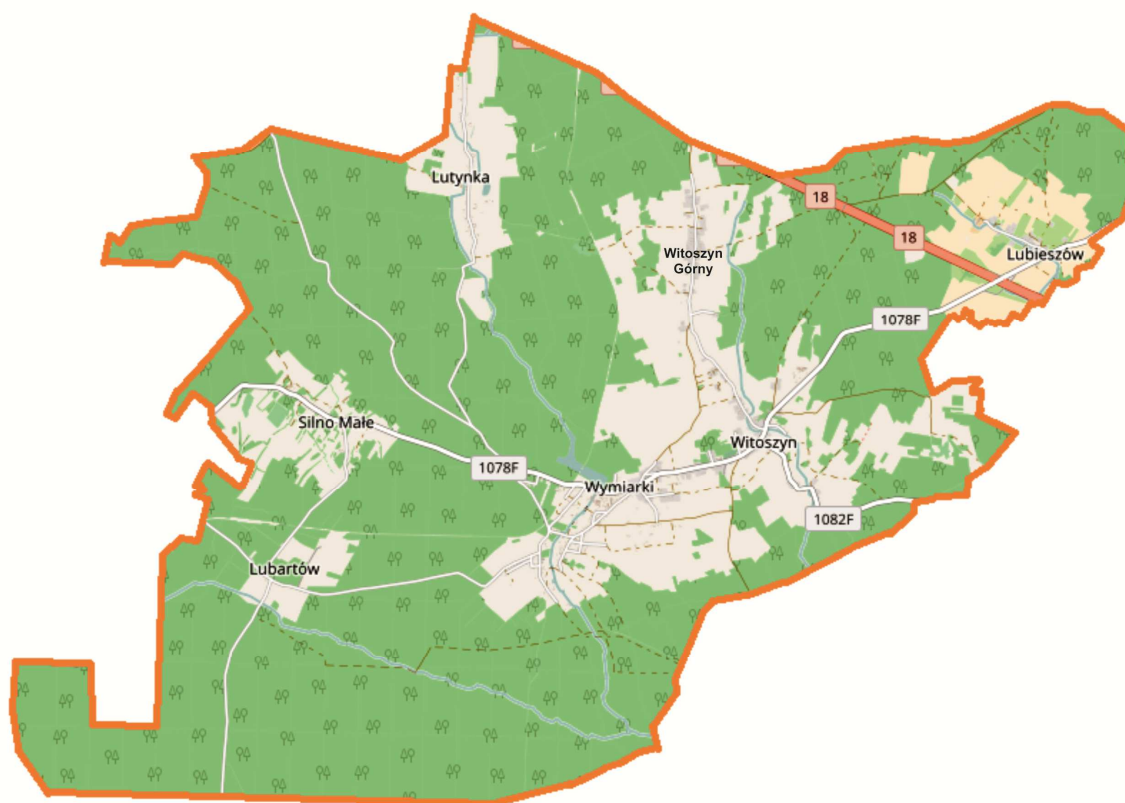 Lutynka
18
Witoszyn
Górny
18
Lubieszów
1078F
Silno Małe
Witoszyn
1078F
Wymiarki
1082F
Lubartów